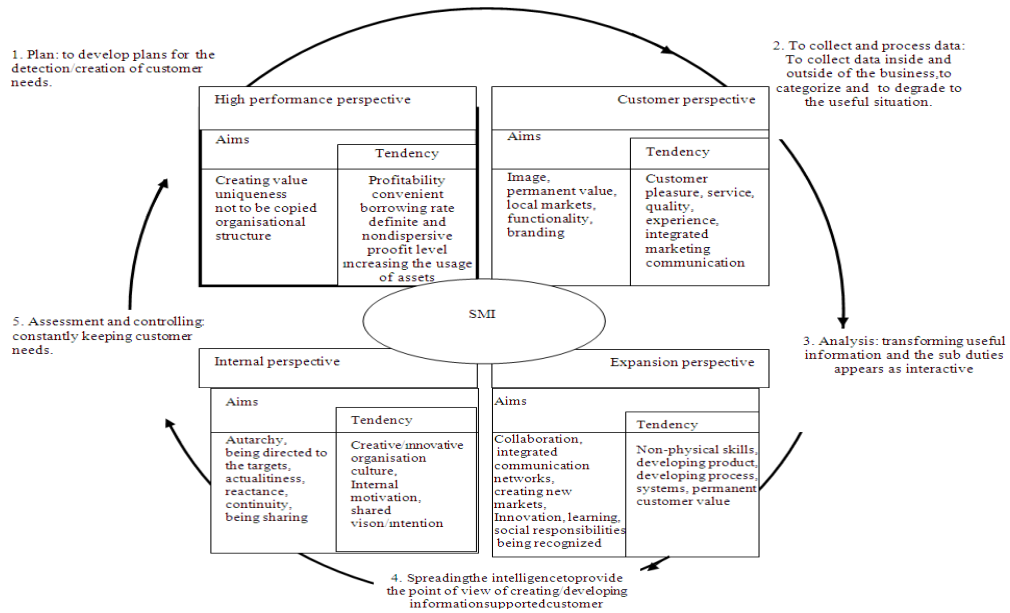 1. Plan: to develop plans for the
detection/creation of customer
needs.
2. To collect and process data:
To collect data inside and
outside of the business,to
categorize and to degrade to
the useful situation.
High performance perspective
Aims
Tendency
Creating value
uniqueness
not to be copied
organisational
structure
Profitability
convenient
borrowing rate
definite and
nondispersive
proofit level
increasing the usage
of assets
Customer perspective
Aims
Tendency
Image,
permanent value,
local markets,
functionality,
branding
Customer
pleasure, service,
quality,
experience,
integrated
marketing
communication
SMI
5. Assessment and controlling:
constantly keeping customer
needs.
3. Analysis: transforming useful
information and the sub duties
appears as interactive
Internal perspective
Aims
Tendency
Autarchy,
being directed to
the targets,
actualitiness,
reactance,
continuity,
being sharing
Creative/innovative
organisation
culture,
Internal
motivation,
shared
vison/intention
Expansion perspective
Aims
Tendency
Collaboration,
integrated
communication
networks,
creating new
markets,
Innovation, learning,
social responsibilities
being recognized
Non-physical skills,
developing product,
developing process,
systems, permanent
customer value
4. Spreadingthe intelligencetoprovide
the point of view of creating/developing
informationsupportedcustomer